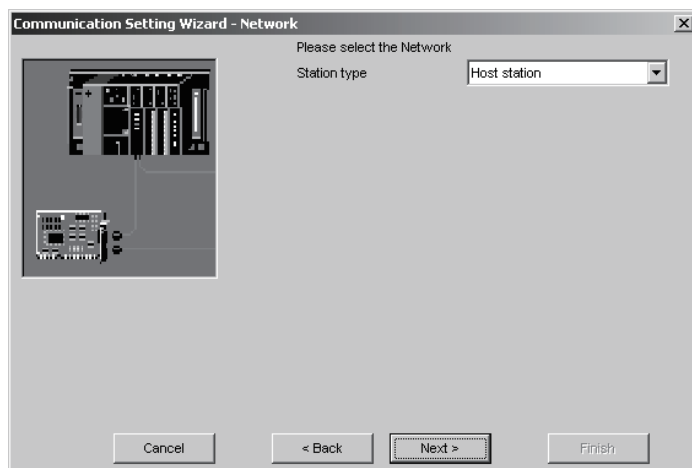 Communication Setting Wizard - Network
Please select the Network
Station type
Host station
Cancel
< Back
Next >
Finish